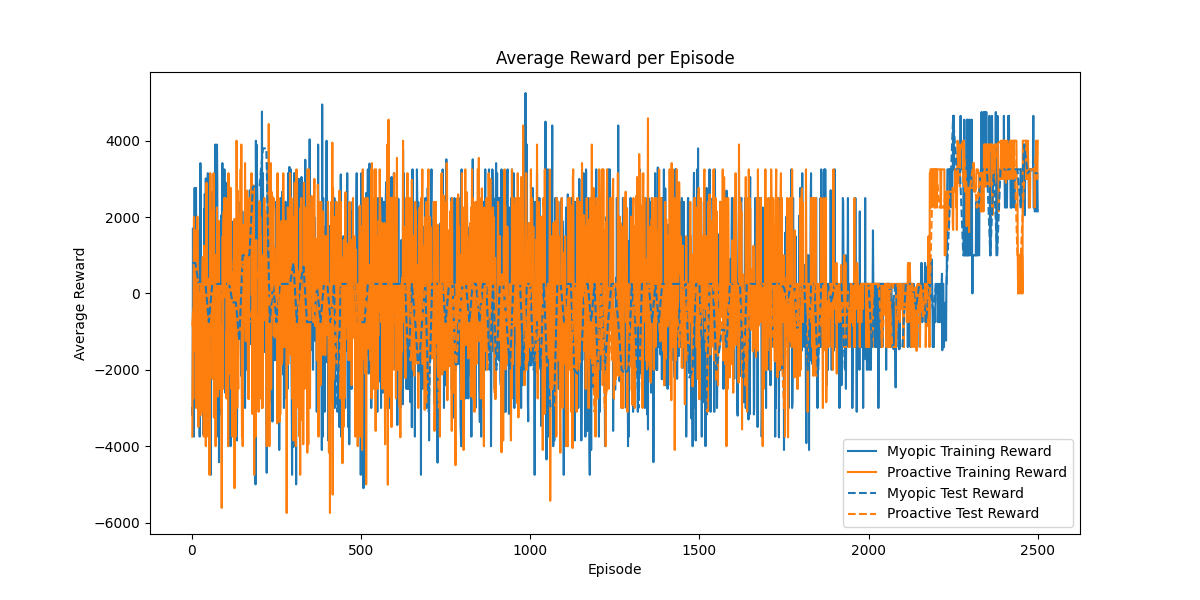 Average Reward per Episode
Average Reward
4000
2000
0
−2000
−4000
−6000
0
500
1000
1500
2000
2500
Episode
Myopic Training Reward
Proactive Training Reward
Myopic Test Reward
Proactive Test Reward